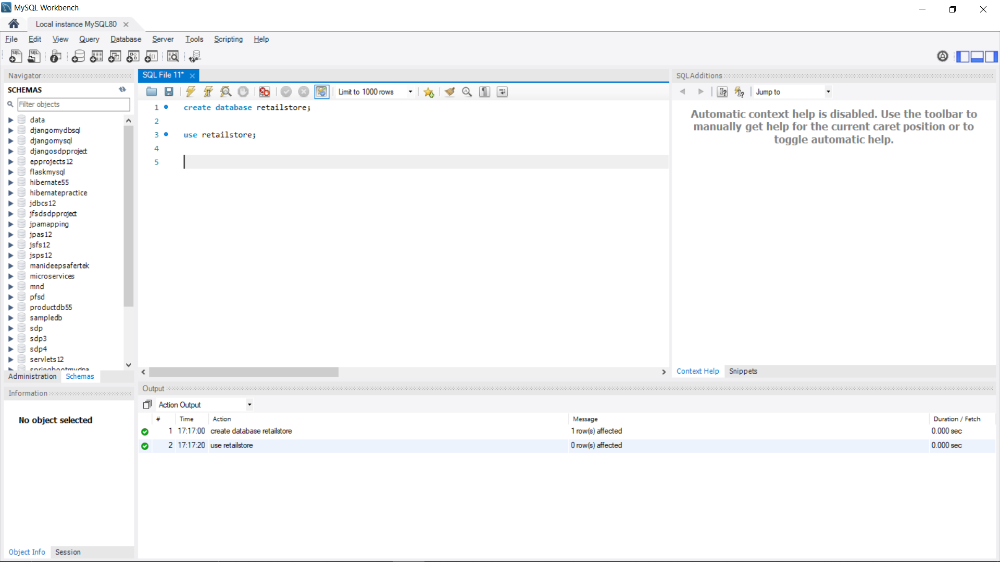 MySQL Workbench
Local instance MySQL80
File Edit View Query Database Server Tools Scripting Help
Navigator
SCHEMAS
Filter objects
data
djangomydbsql
djangomysql
djangosdpproject
epprojects12
flaskmysql
hibernate55
hibernatepractice
jdbcs12
jfsdsdpproject
jpamapping
jpas12
jsfs12
jsps12
manideepsafertek
microservices
mnd
pfsd
productdb55
sampledb
sdp
sdp3
sdp4
servlets12
Administration Schemas
Information
No object selected
Object Info Session
SQL File 11*
Limit to 1000 rows
1 create database retailstore;
2
3 use retailstore;
4
5
SQLAdditions
Jump to
Automatic context help is disabled. Use the toolbar to
manually get help for the current caret position or to
toggle automatic help.
Context Help Snippets
Output
Action Output
# Time Action Message Duration / Fetch
1 17:17:00 create database retailstore 1 row(s) affected 0.000 sec
2 17:17:20 use retailstore 0 row(s) affected 0.000 sec